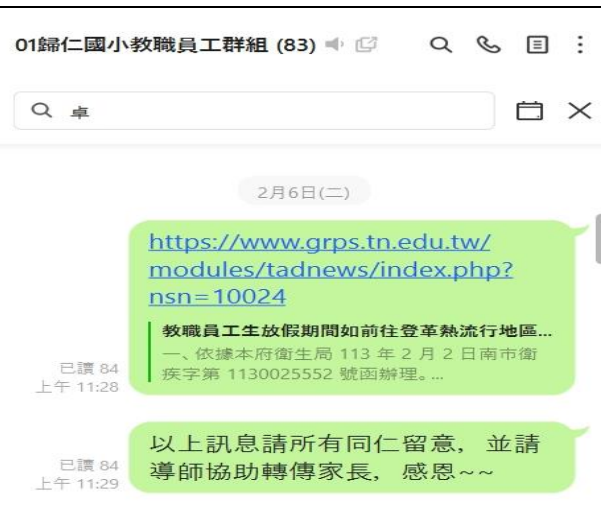 01歸仁國小教職員工群組 (83)
卓
2月6日(二)
https://www.grps.tn.edu.tw/
modules/tadnews/index.php?
nsn=10024
教職員工生放假期間如前往登革熱流行地區...
一、依據本府衛生局 113 年 2 月 2 日南市衛
疾字第 1130025552 號函辦理。...
已讀 84
上午 11:28
以上訊息請所有同仁留意, 並請
導師協助轉傳家長, 感恩~~
已讀 84
上午 11:29